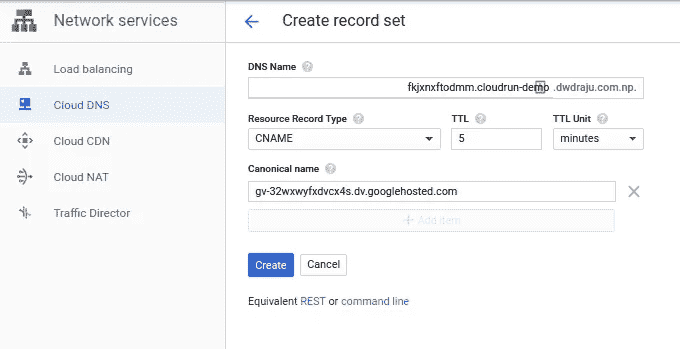 Network services
Create record set
Load balancing
Cloud DNS
Cloud CDN
Cloud NAT
Traffic Director
DNS Name
fkjxnxftodmm.cloudrun-demo .dwdraju.com.np.
Resource Record Type TTL TTL Unit
CNAME 5 minutes
Canonical name
gv-32wxwyfxdvcx4s.dv.googlehosted.com
+ Add item
Create Cancel
Equivalent REST or command line